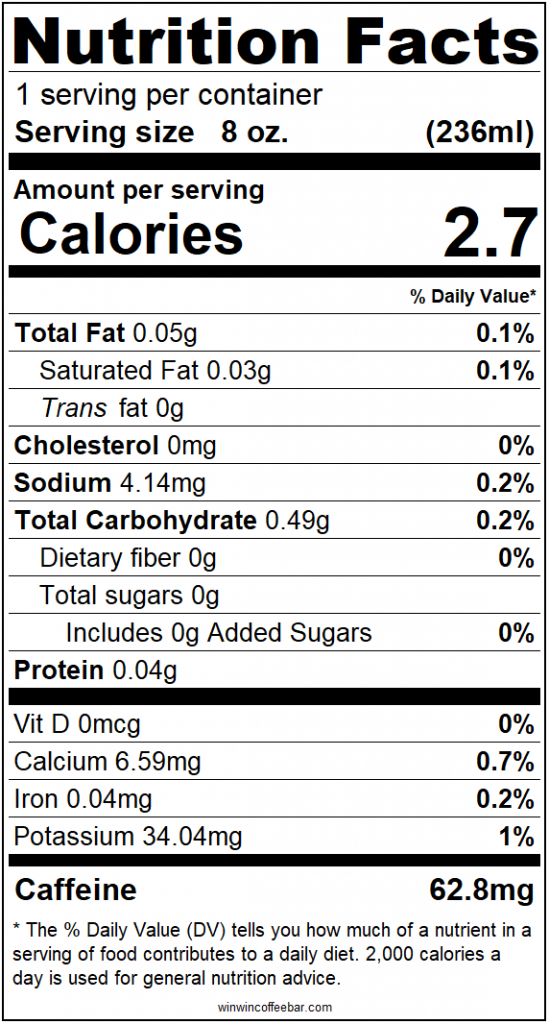 Nutrition Facts
1 serving per container
Serving size 8 oz. (236ml)
Amount per serving
Calories 2.7
% Daily Value*
Total Fat 0.05g 0.1%
Saturated Fat 0.03g 0.1%
Trans fat 0g
Cholesterol 0mg 0%
Sodium 4.14mg 0.2%
Total Carbohydrate 0.49g 0.2%
Dietary fiber 0g 0%
Total sugars 0g
Includes 0g Added Sugars 0%
Protein 0.04g
Vit D 0mcg 0%
Calcium 6.59mg 0.7%
Iron 0.04mg 0.2%
Potassium 34.04mg 1%
Caffeine 62.8mg
* The % Daily Value (DV) tells you how much of a nutrient in a
serving of food contributes to a daily diet. 2,000 calories a
day is used for general nutrition advice.
winwincoffeebar.com